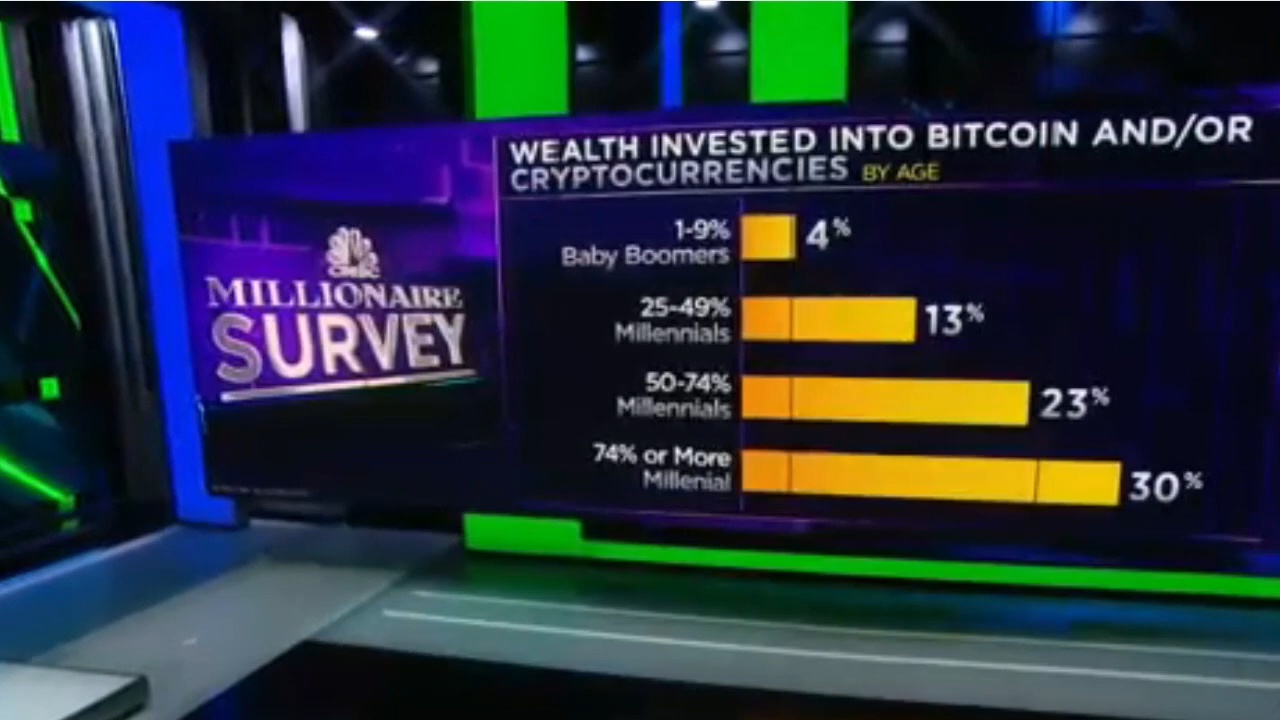 WEALTH INVESTED INTO BITCOIN AND/OR
CRYPTOCURRENCIES BY AGE
CNBC
MILLIONAIRE
SURVEY
1-9%
Baby Boomers
4%
25-49%
Millennials
13%
50-74%
Millennials
23%
74% or More
Millenial
30%